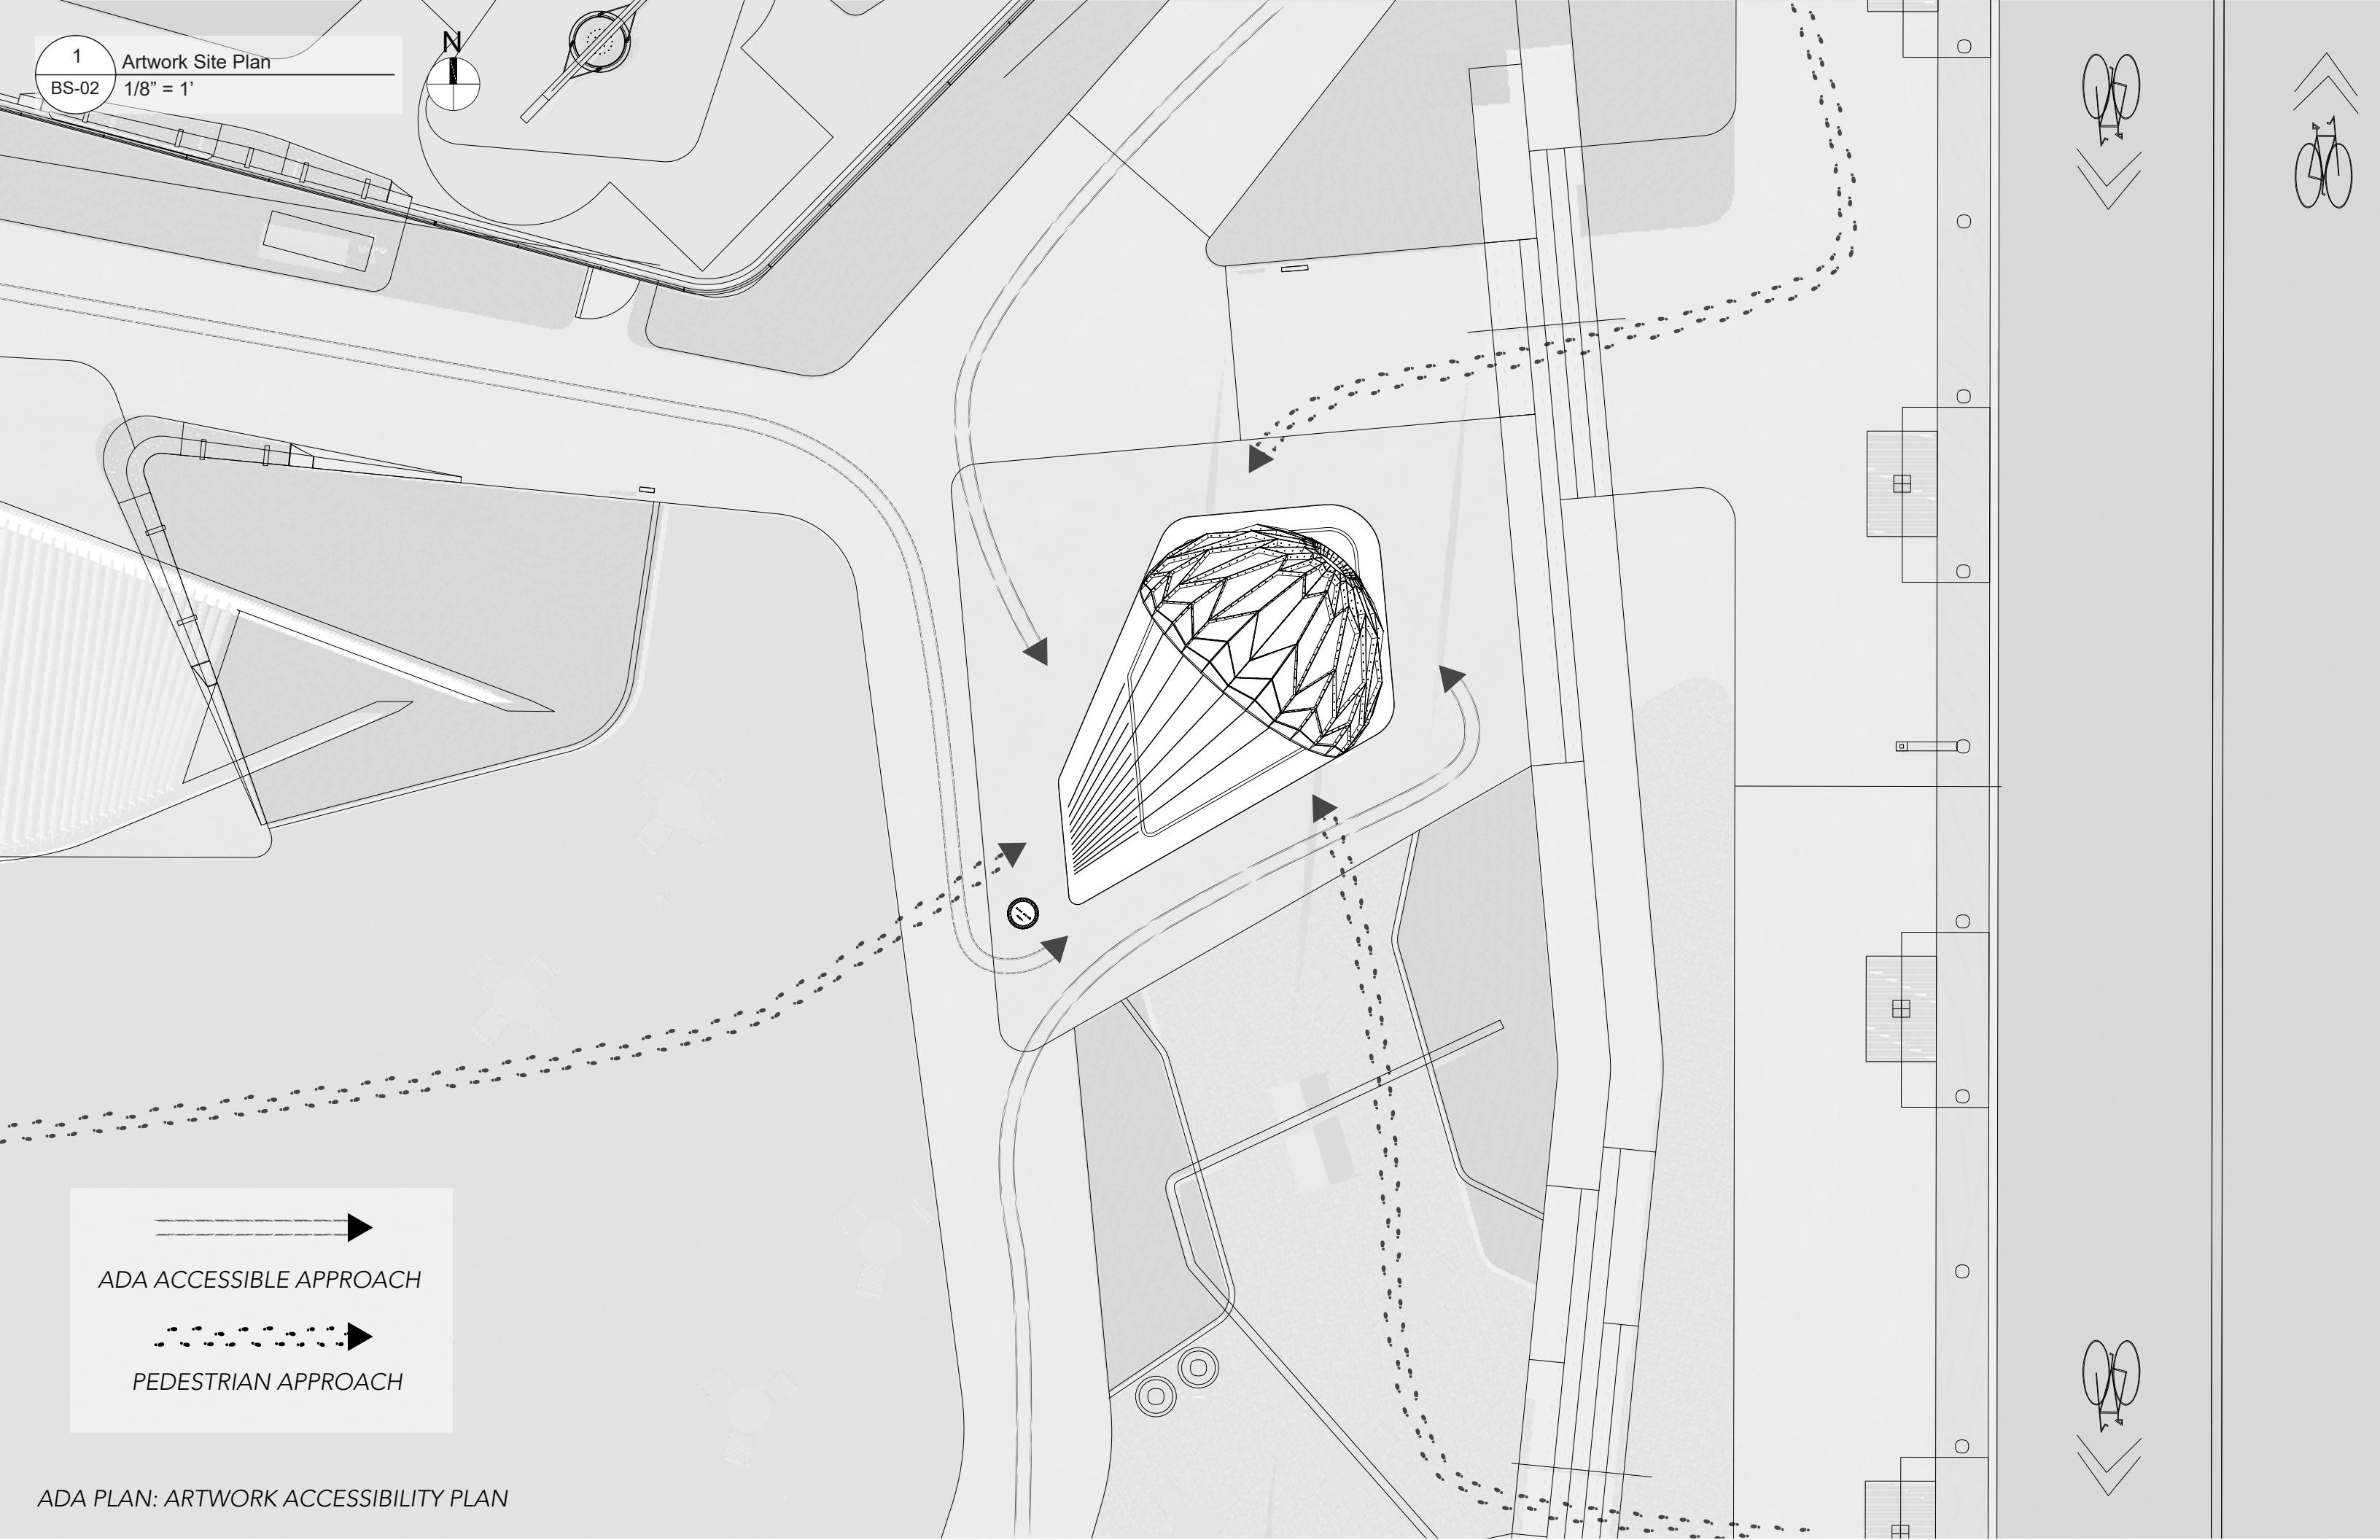 1
Artwork Site Plan
BS-02
1/8” = 1’
N
ADA ACCESSIBLE APPROACH
PEDESTRIAN APPROACH
ADA PLAN: ARTWORK ACCESSIBILITY PLAN